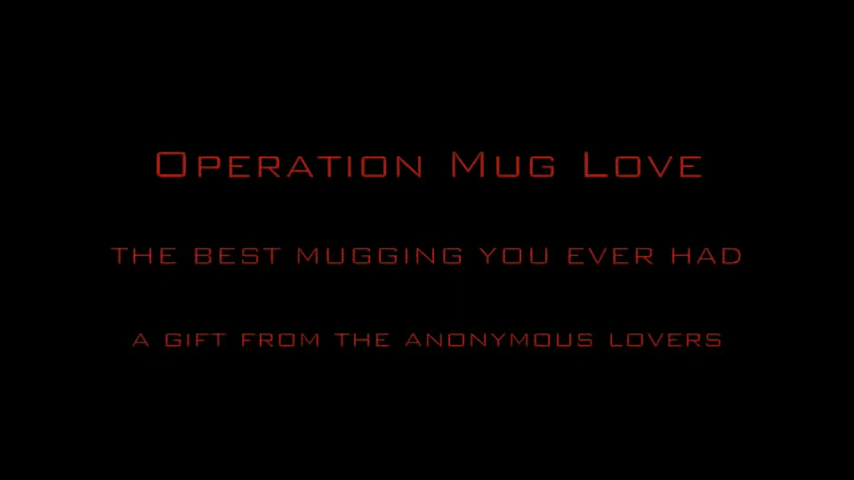 Operation Mug Love
the best mugging you ever had
a gift from the anonymous lovers